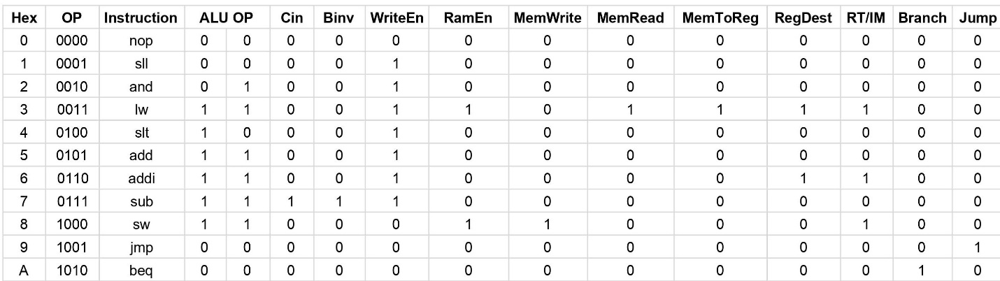 Hex OP Instruction ALU OP Cin Binv WriteEn RamEn MemWrite MemRead MemToReg RegDest RT/IM Branch Jump
0 0000 nop 0 0 0 0 0 0 0 0 0 0 0 0 0
1 0001 sll 0 0 0 0 1 0 0 0 0 0 0 0 0
2 0010 and 0 1 0 0 1 0 0 0 0 0 0 0 0
3 0011 lw 1 1 0 0 1 1 0 1 1 1 1 0 0
4 0100 slt 1 0 0 0 1 0 0 0 0 0 0 0 0
5 0101 add 1 1 0 0 1 0 0 0 0 0 0 0 0
6 0110 addi 1 1 0 0 1 0 0 0 0 1 1 0 0
7 0111 sub 1 1 1 1 1 0 0 0 0 0 0 0 0
8 1000 sw 1 1 0 0 0 1 1 0 0 0 1 0 0
9 1001 jmp 0 0 0 0 0 0 0 0 0 0 0 0 1
A 1010 beq 0 0 0 0 0 0 0 0 0 0 0 1 0